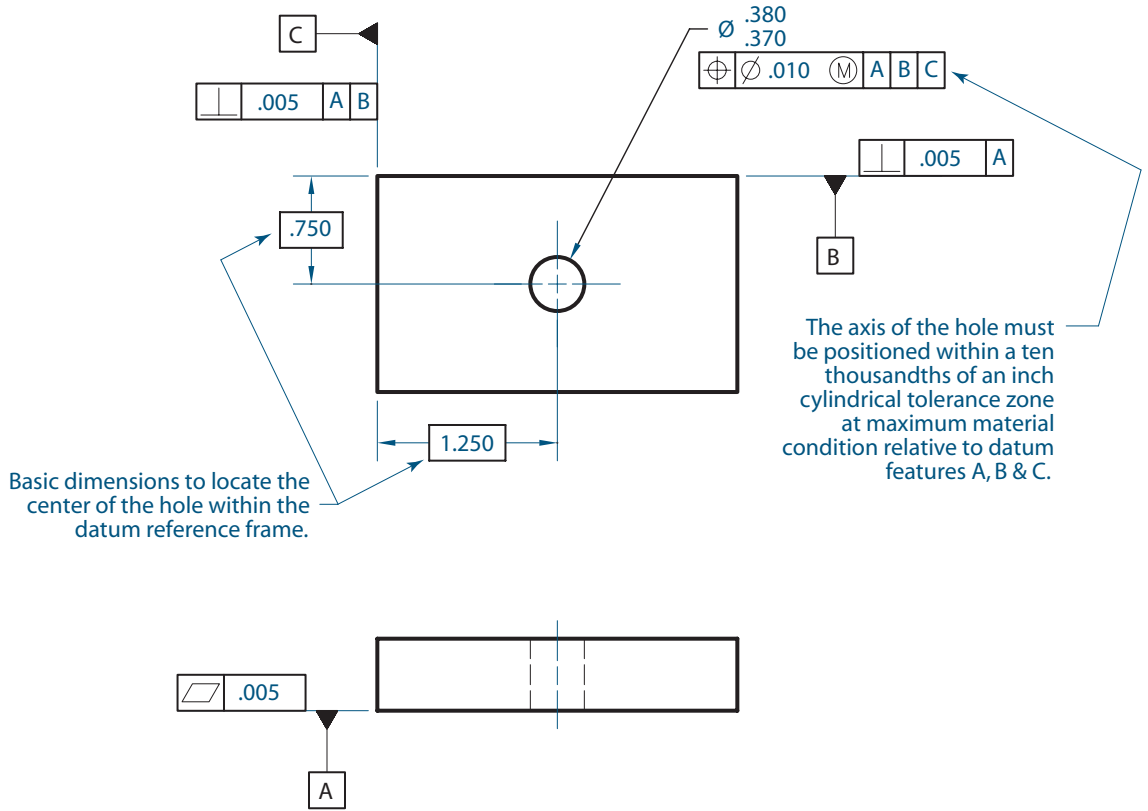 C
Ø .380
.370
⌖ Ø .010 Ⓜ A B C
⊥ .005 A B
⊥ .005 A
.750
B
The axis of the hole must
be positioned within a ten
thousandths of an inch
cylindrical tolerance zone
at maximum material
condition relative to datum
features A, B & C.
1.250
Basic dimensions to locate the
center of the hole within the
datum reference frame.
⏥ .005
A